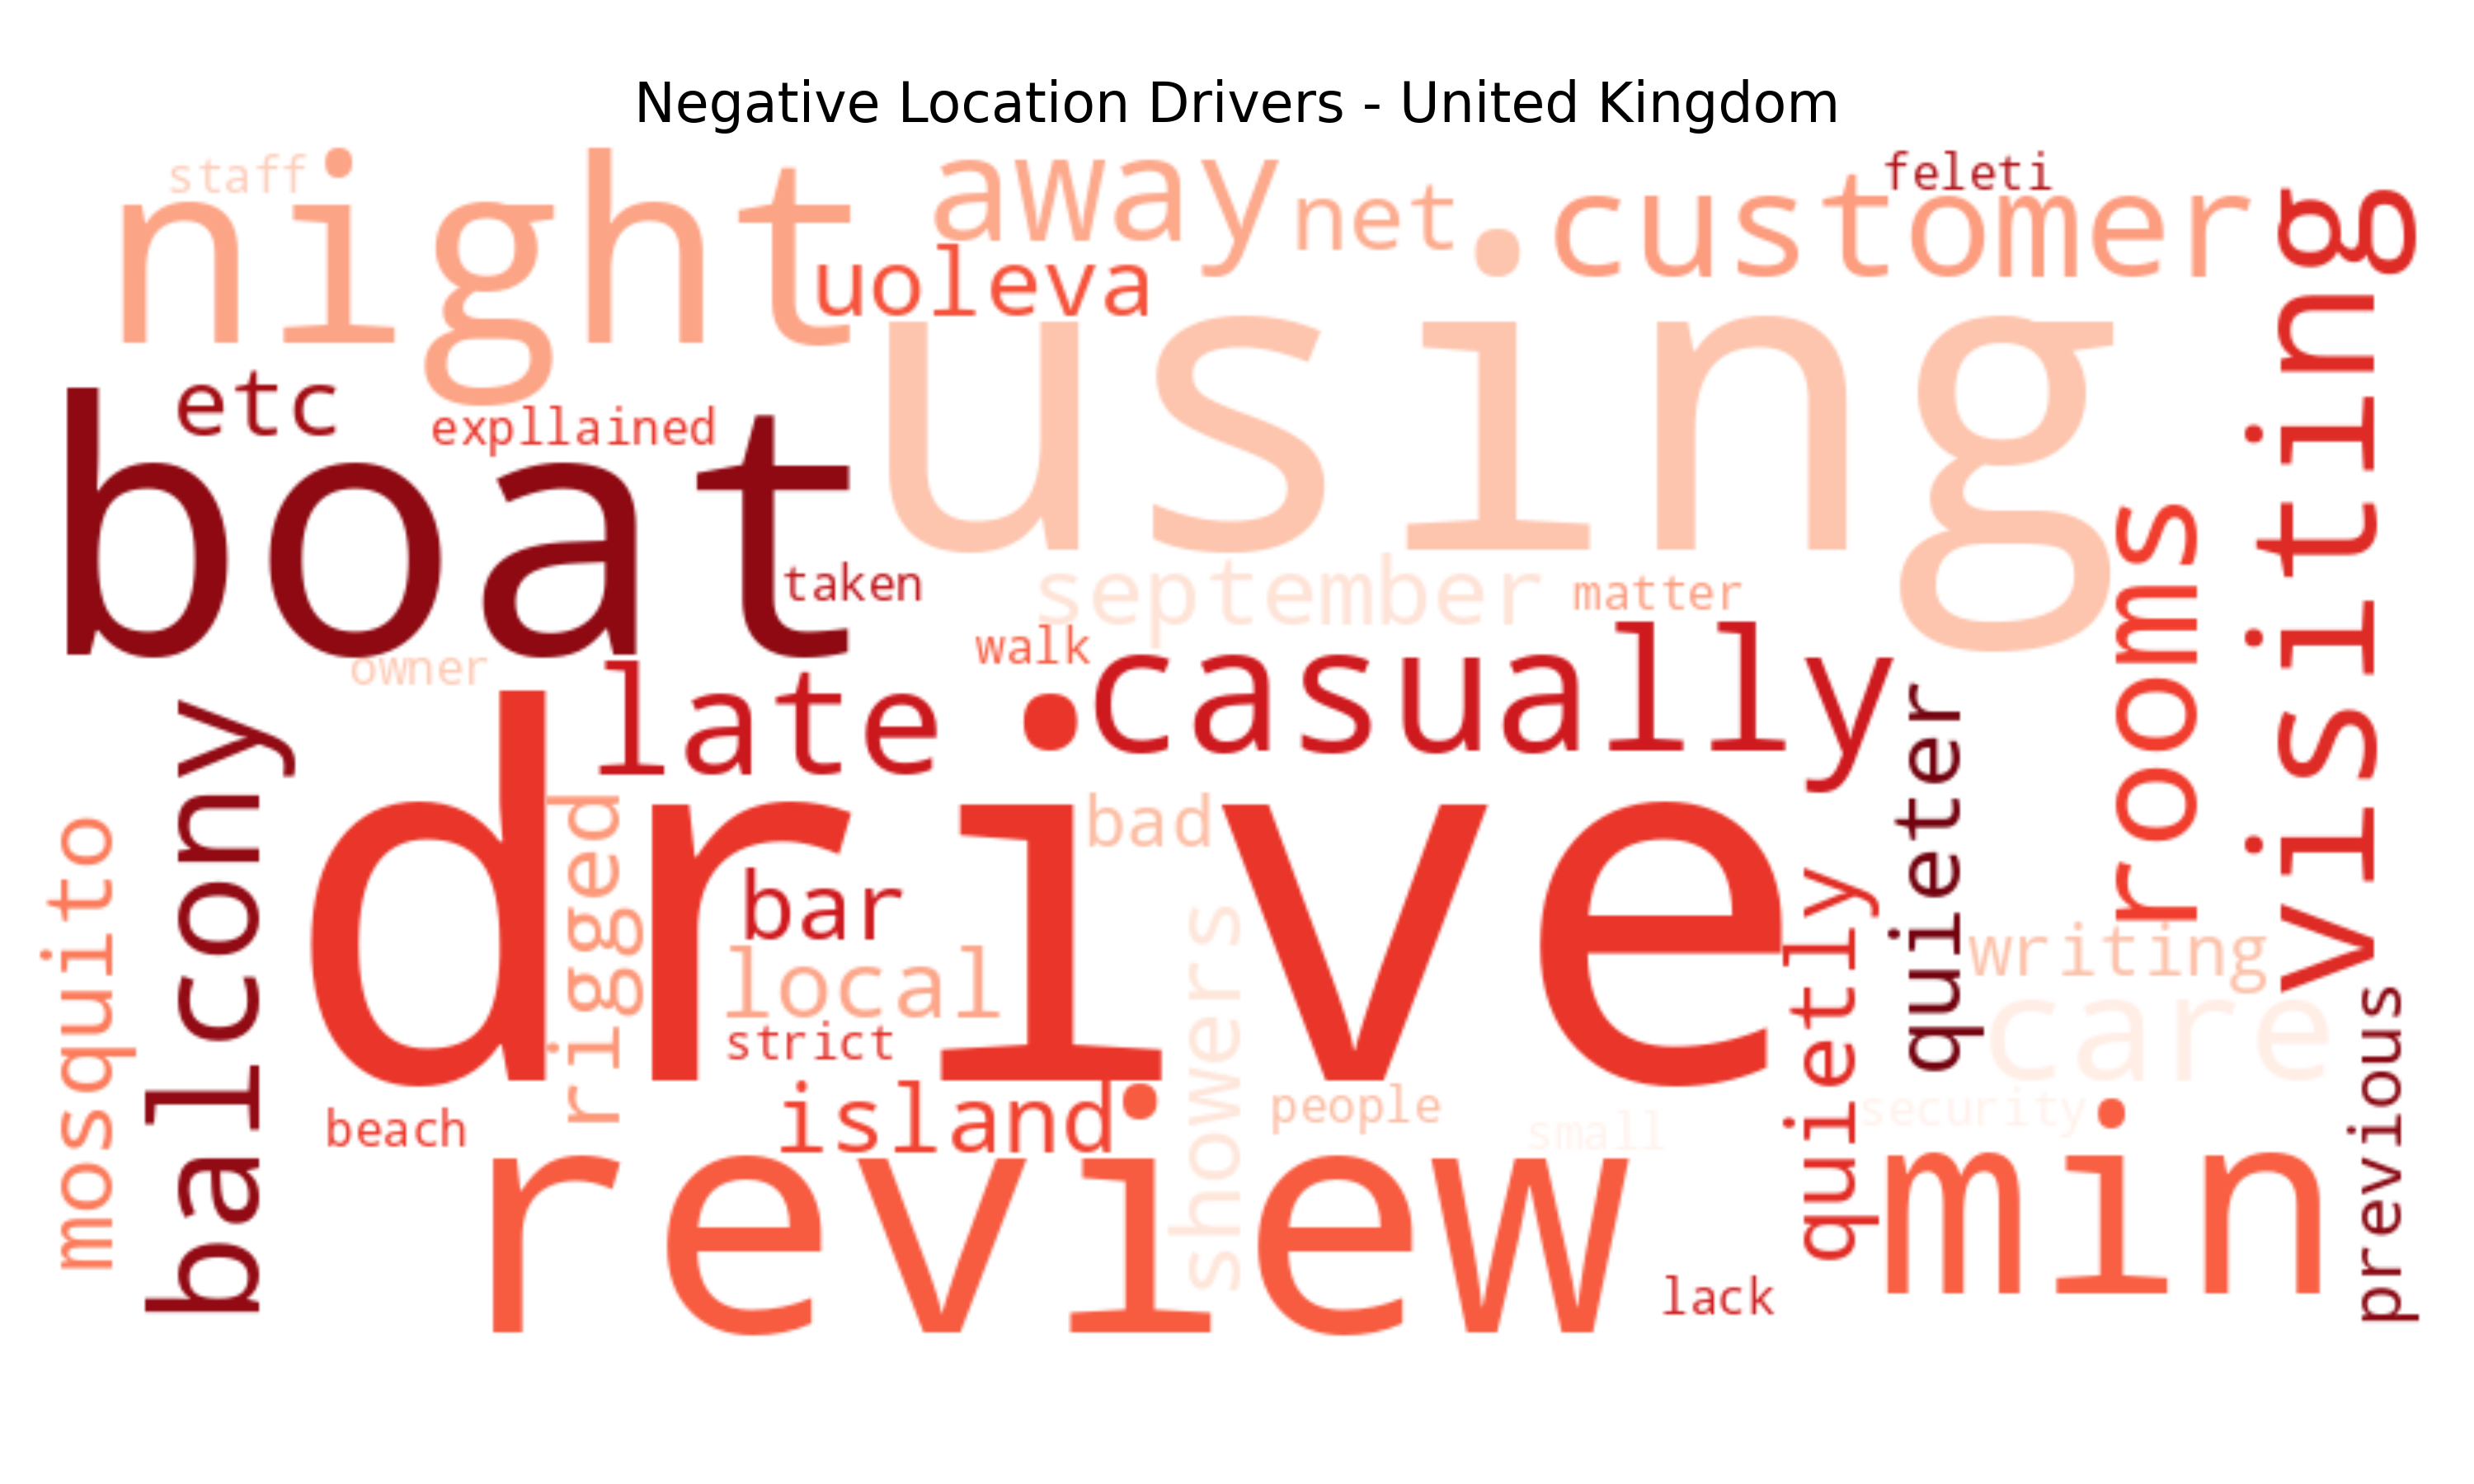 Negative Location Drivers - United Kingdom
staff
night
away
net
customer
feleti
visiting
uoleva
using
etc
expllained
boat
taken
september
matter
rooms
owner
late
walk
casually
quieter
balcony
mosquito
drive
rigged
bad
bar
local
strict
showers
quietly
writing
care
previous
beach
island
people
small
security
review
min
lack